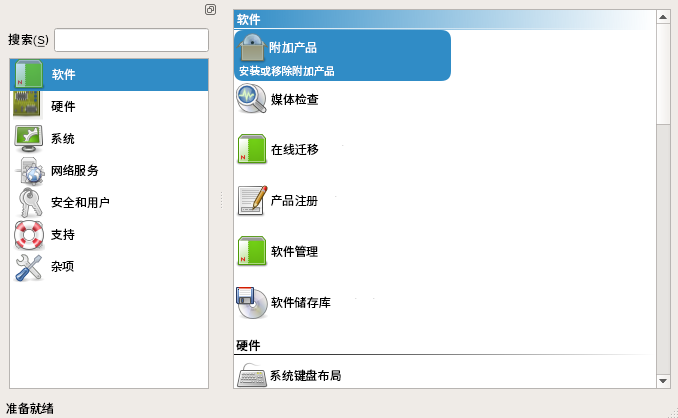 搜索(S)
软件
硬件
系统
网络服务
安全和用户
支持
杂项
软件
附加产品
安装或移除附加产品
媒体检查
在线迁移
产品注册
软件管理
软件储存库
硬件
系统键盘布局
准备就绪